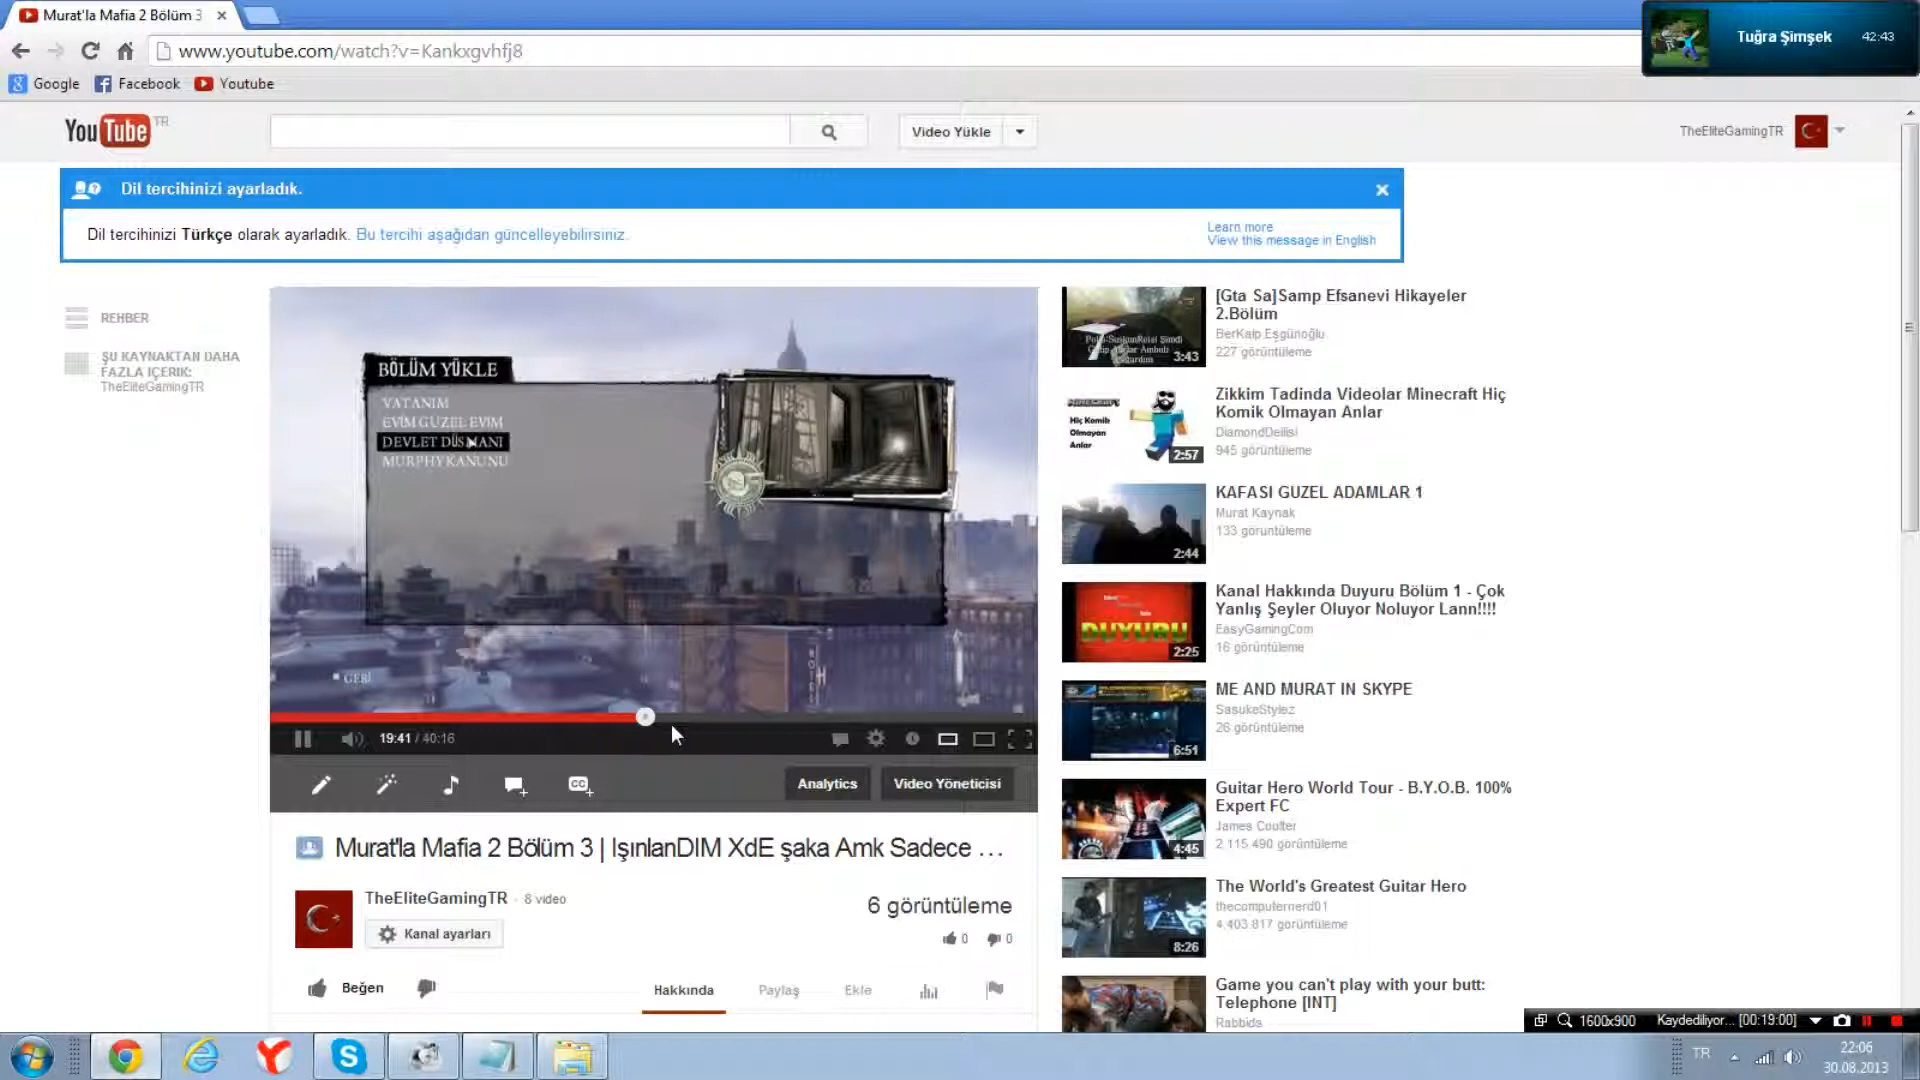 Murat'la Mafia 2 Bölüm 3
www.youtube.com/watch?v=Kankxgvhfj8
Tuğra Şimşek 42:43
Google Facebook Youtube
YouTube TR
Video Yükle
TheEliteGamingTR
Dil tercihinizi ayarladık.
Dil tercihinizi Türkçe olarak ayarladık. Bu tercihi aşağıdan güncelleyebilirsiniz.
Learn more
View this message in English
REHBER
ŞU KAYNAKTAN DAHA
FAZLA İÇERİK:
TheEliteGamingTR
BÖLÜM YÜKLE
VATANIM
EVİM GÜZEL EVİM
DEVLET DÜŞMANI
MURPHY KANUNU
GERİ
HOTEL
19:41 / 40:16
Analytics
Video Yöneticisi
Murat'la Mafia 2 Bölüm 3 | IşınlanDIM XdE şaka Amk Sadece ...
TheEliteGamingTR · 8 video
Kanal ayarları
6 görüntüleme
0 0
Beğen
Hakkında Paylaş Ekle
[Gta Sa]Samp Efsanevi Hikayeler
2.Bölüm
BerKaip Eşgünoğlu
227 görüntüleme
3:43
Zikkim Tadinda Videolar Minecraft Hiç
Komik Olmayan Anlar
DiamondDellisi
945 görüntüleme
MINECRAFT
Hiç Komik
Olmayan
Anlar
2:57
KAFASI GUZEL ADAMLAR 1
Murat Kaynak
133 görüntüleme
2:44
Kanal Hakkında Duyuru Bölüm 1 - Çok
Yanlış Şeyler Oluyor Noluyor Lann!!!!
EasyGamingCom
16 görüntüleme
DUYURU
2:25
ME AND MURAT IN SKYPE
SasukeStylez
26 görüntüleme
6:51
Guitar Hero World Tour - B.Y.O.B. 100%
Expert FC
James Coulter
2.115.490 görüntüleme
4:45
The World's Greatest Guitar Hero
thecomputernerd01
4.403.817 görüntüleme
8:26
Game you can't play with your butt:
Telephone [INT]
Rabbids
1600x900 Kaydediliyor... [00:19:00]
TR
22:06
30.08.2013